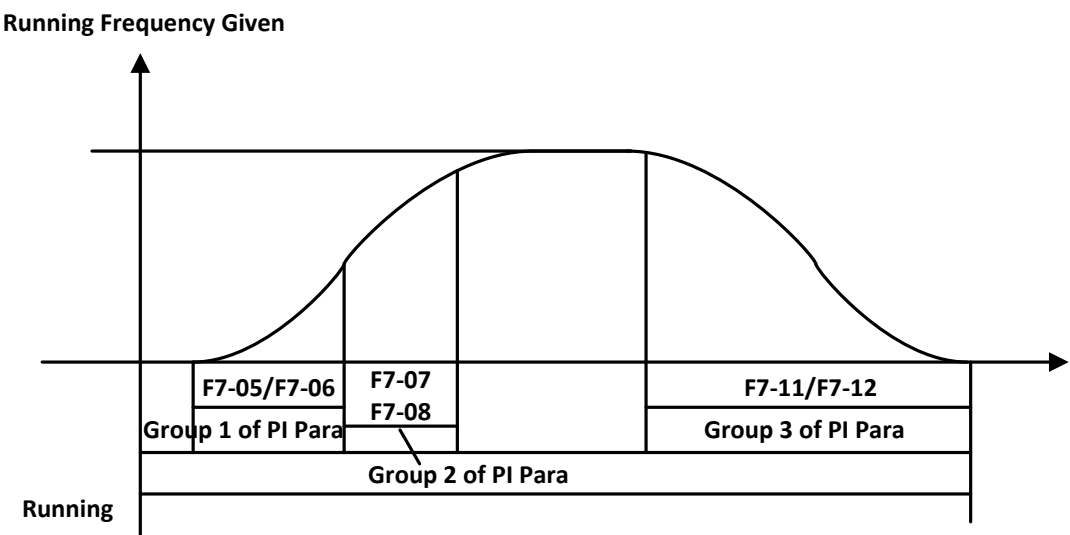 Running Frequency Given
F7-05/F7-06
F7-07
F7-08
F7-11/F7-12
Group 1 of PI Para
Group 3 of PI Para
Group 2 of PI Para
Running